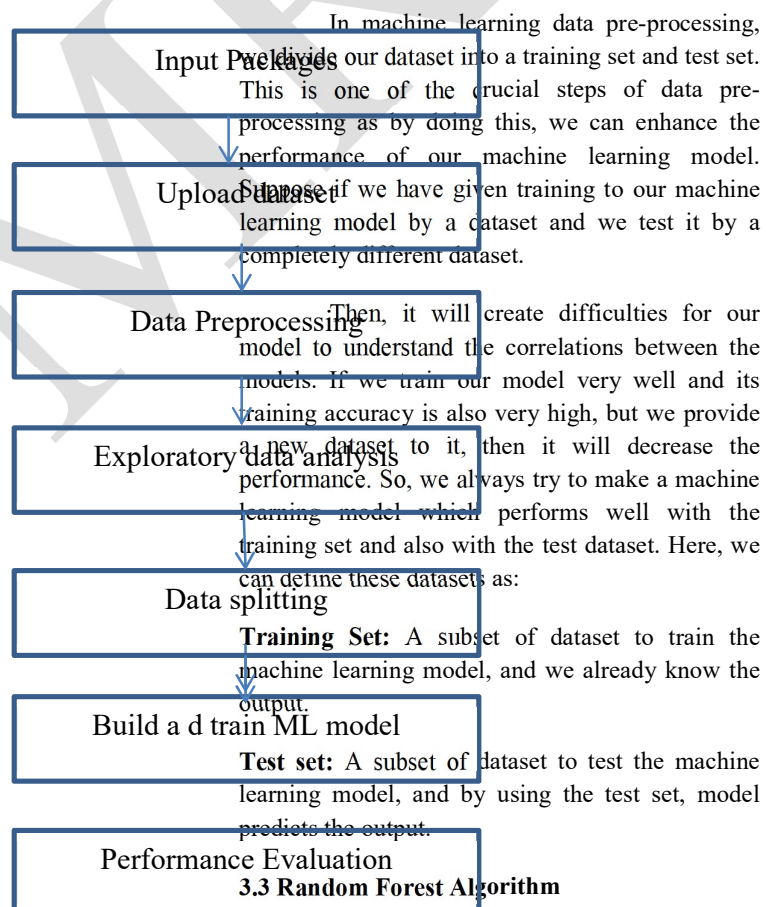 Input Packages
Upload dataset
Data Preprocessing
Exploratory data analysis
Data splitting
Build a d train ML model
Performance Evaluation
In machine learning data pre-processing,
we divide our dataset into a training set and test set.
This is one of the crucial steps of data pre-
processing as by doing this, we can enhance the
performance of our machine learning model.
Suppose if we have given training to our machine
learning model by a dataset and we test it by a
completely different dataset.
Then, it will create difficulties for our
model to understand the correlations between the
models. If we train our model very well and its
training accuracy is also very high, but we provide
a new dataset to it, then it will decrease the
performance. So, we always try to make a machine
learning model which performs well with the
training set and also with the test dataset. Here, we
can define these datasets as:
Training Set: A subset of dataset to train the
machine learning model, and we already know the
output.
Test set: A subset of dataset to test the machine
learning model, and by using the test set, model
predicts the output.
3.3 Random Forest Algorithm